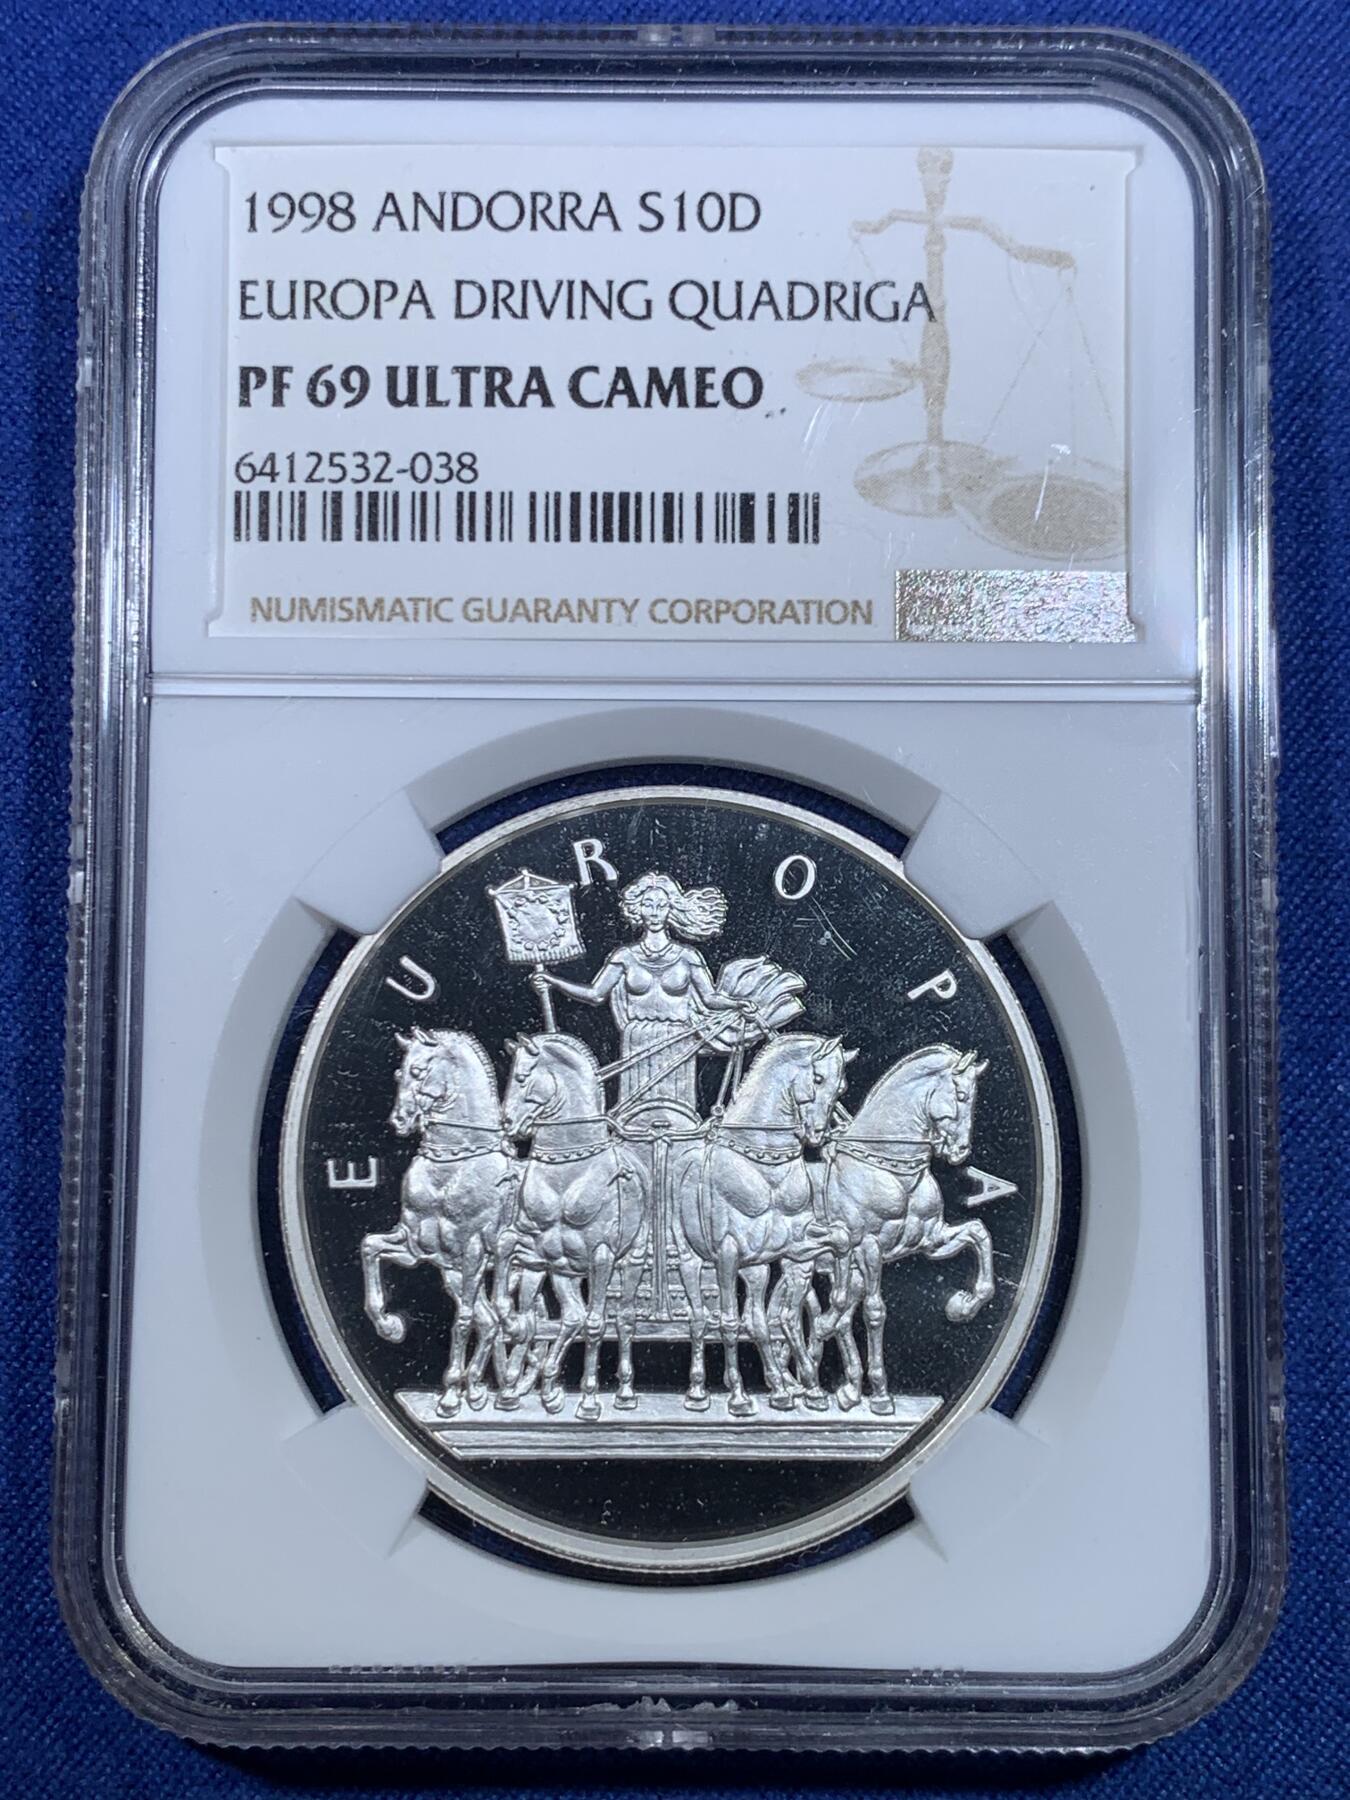 1998 ANDORRA S10D
EUROPA DRIVING QUADRIGA
PF 69 ULTRA CAMEO
6412532-038
NUMISMATIC GUARANTY CORPORATION
EUROPA